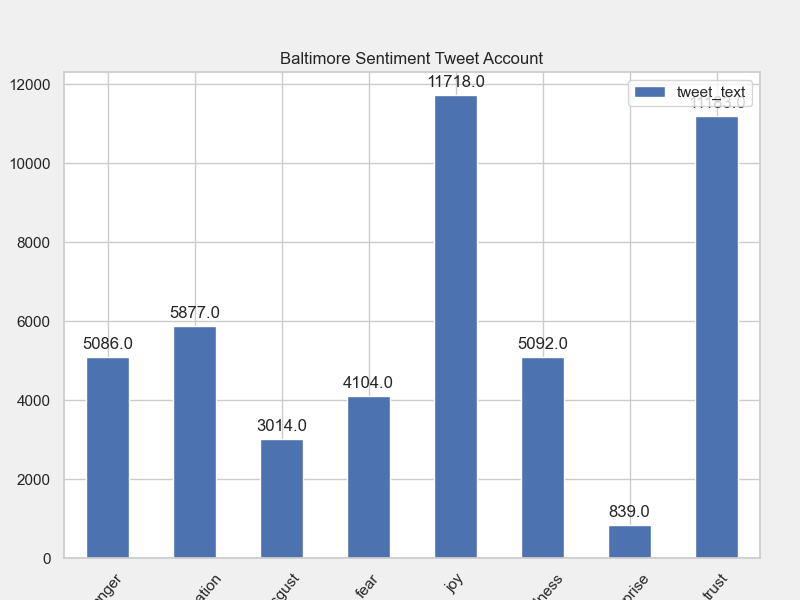 Baltimore Sentiment Tweet Account
12000
10000
8000
6000
4000
2000
0
5086.0
5877.0
3014.0
4104.0
11718.0
5092.0
839.0
tweet_text
nger
ation
gust
fear
joy
ness
prise
trust